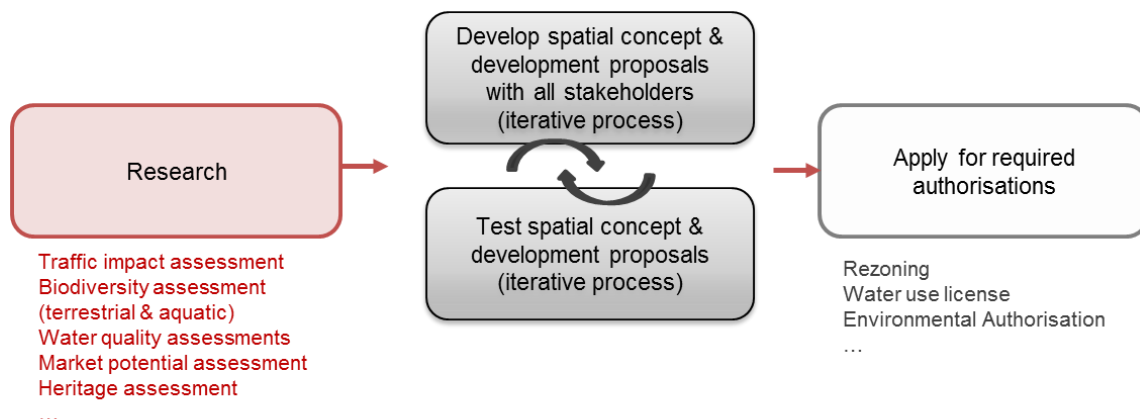 Research
Traffic impact assessment
Biodiversity assessment
(terrestrial & aquatic)
Water quality assessments
Market potential assessment
Heritage assessment
…
Develop spatial concept &
development proposals
with all stakeholders
(iterative process)
Test spatial concept &
development proposals
(iterative process)
Apply for required
authorisations
Rezoning
Water use license
Environmental Authorisation
…